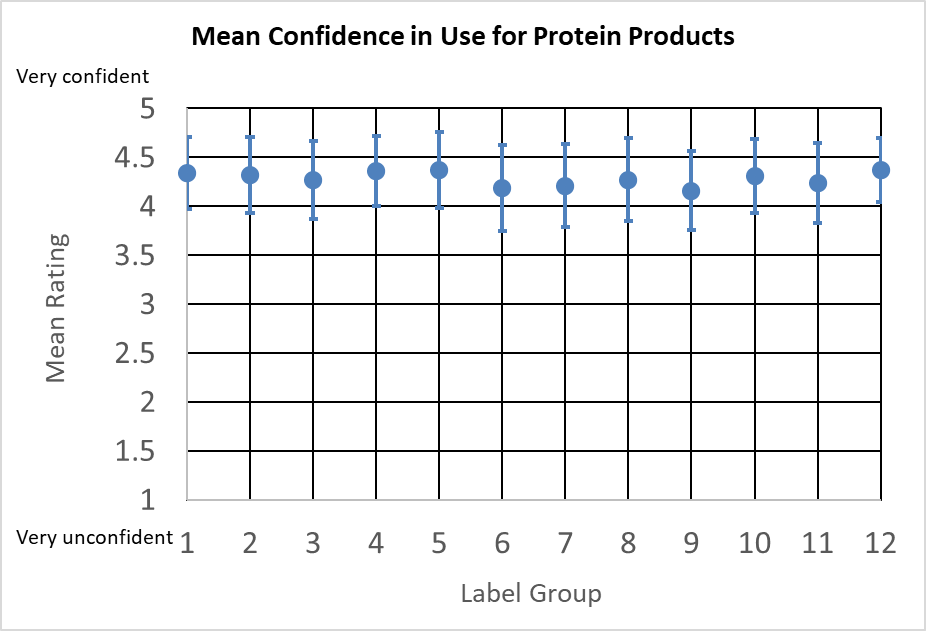 Mean Confidence in Use for Protein Products
Very confident
5
4.5
4
3.5
3
2.5
2
1.5
1
Mean Rating
Very unconfident
1 2 3 4 5 6 7 8 9 10 11 12
Label Group